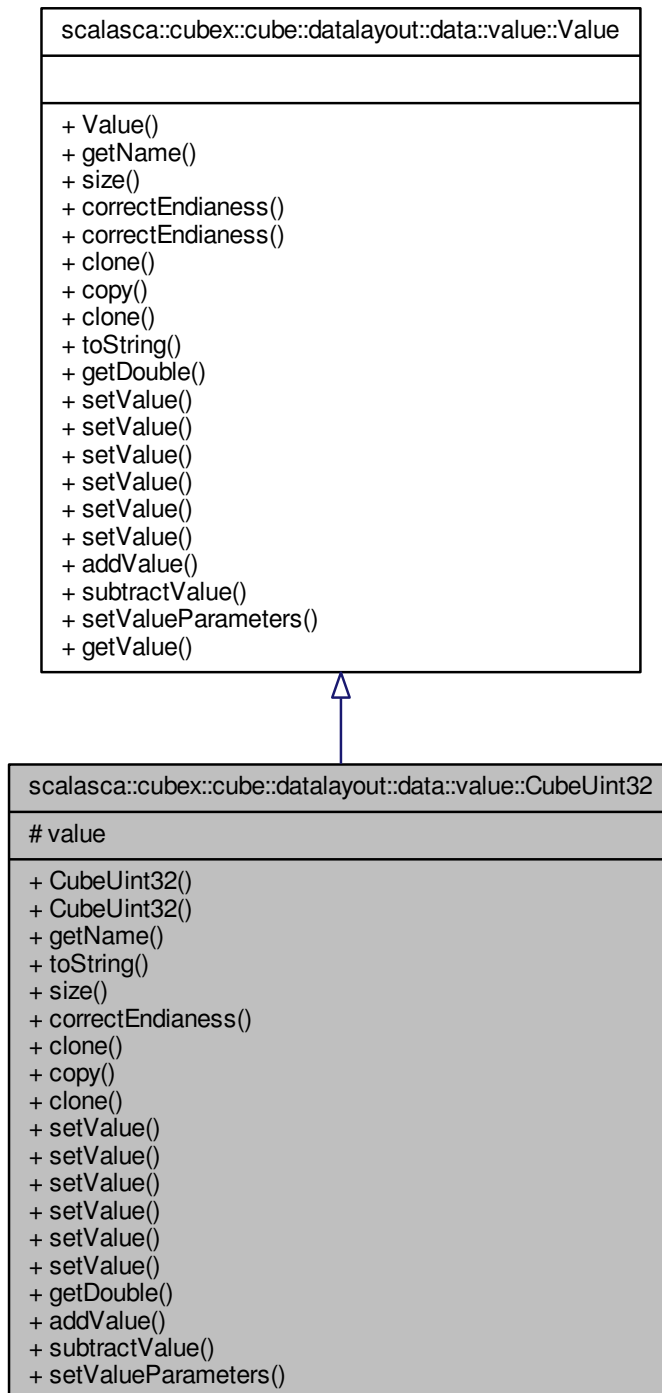 scalasca::cubex::cube::datalayout::data::value::Value
+ Value()
+ getName()
+ size()
+ correctEndianess()
+ correctEndianess()
+ clone()
+ copy()
+ clone()
+ toString()
+ getDouble()
+ setValue()
+ setValue()
+ setValue()
+ setValue()
+ setValue()
+ setValue()
+ addValue()
+ subtractValue()
+ setValueParameters()
+ getValue()
scalasca::cubex::cube::datalayout::data::value::CubeUint32
# value
+ CubeUint32()
+ CubeUint32()
+ getName()
+ toString()
+ size()
+ correctEndianess()
+ clone()
+ copy()
+ clone()
+ setValue()
+ setValue()
+ setValue()
+ setValue()
+ setValue()
+ setValue()
+ getDouble()
+ addValue()
+ subtractValue()
+ setValueParameters()